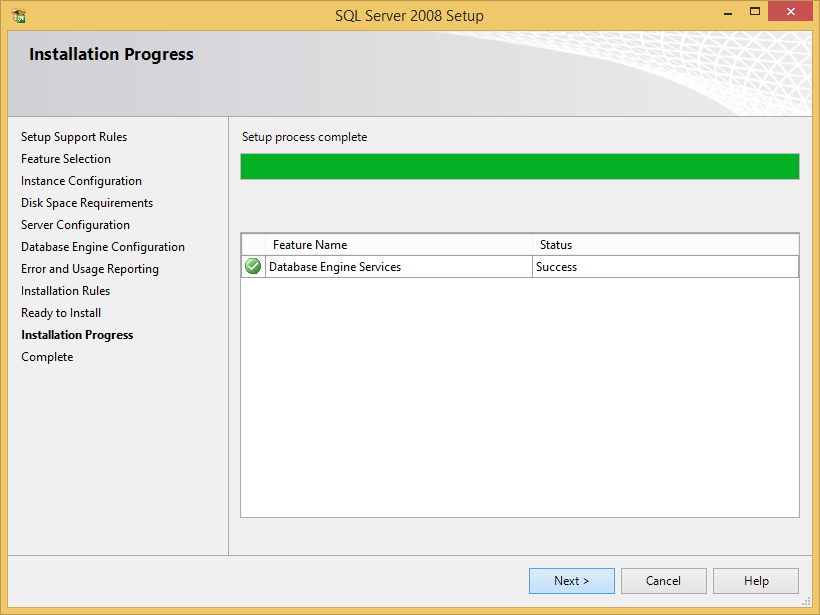 SQL Server 2008 Setup
Installation Progress
Setup Support Rules
Feature Selection
Instance Configuration
Disk Space Requirements
Server Configuration
Database Engine Configuration
Error and Usage Reporting
Installation Rules
Ready to Install
Installation Progress
Complete
Setup process complete
Feature Name Status
Database Engine Services Success
Next > Cancel Help